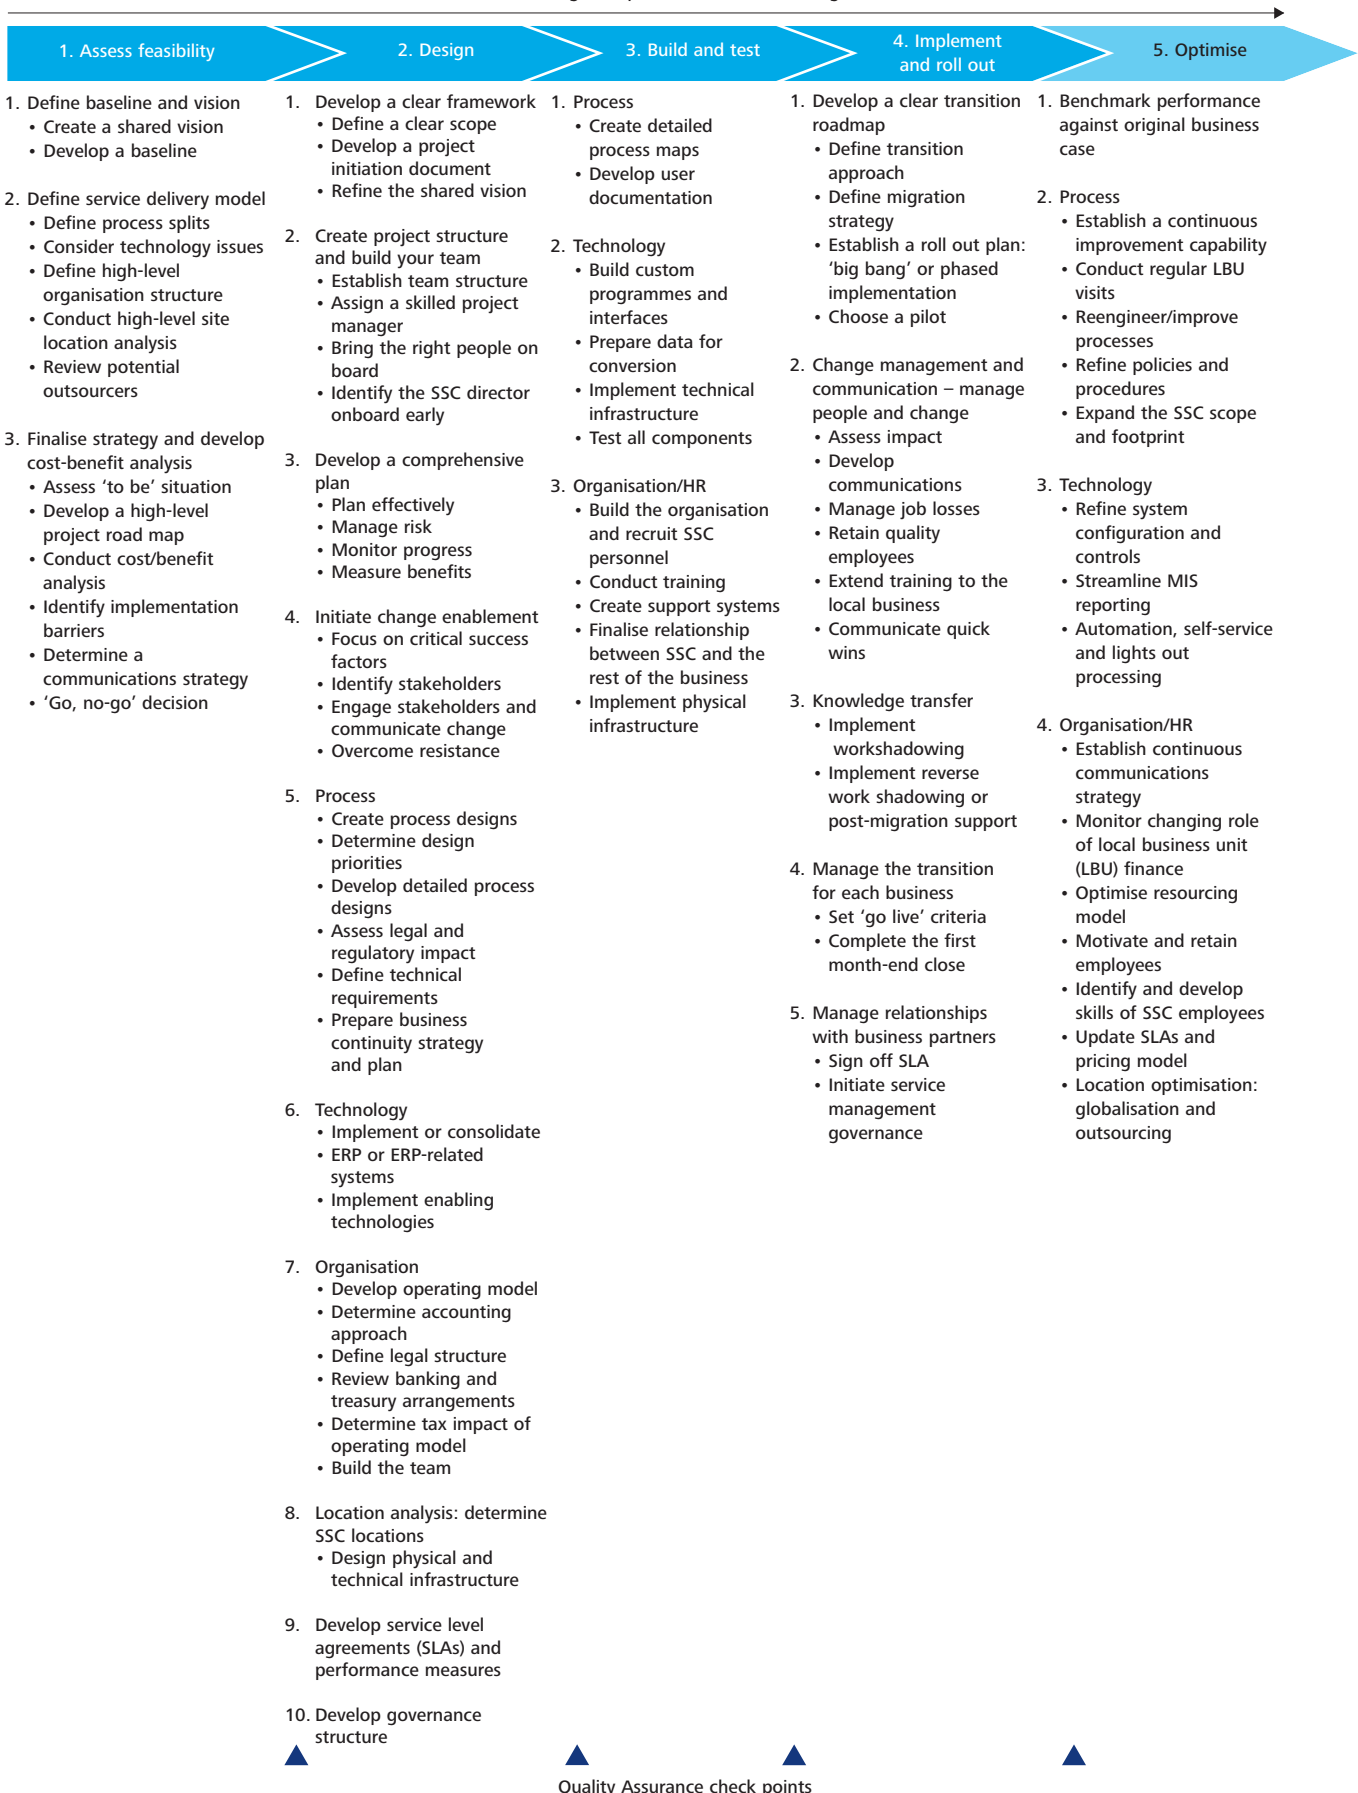 1. Assess feasibility
2. Design
3. Build and test
4. Implement
and roll out
5. Optimise
1. Define baseline and vision
• Create a shared vision
• Develop a baseline
2. Define service delivery model
• Define process splits
• Consider technology issues
• Define high-level
organisation structure
• Conduct high-level site
location analysis
• Review potential
outsourcers
3. Finalise strategy and develop
cost-benefit analysis
• Assess ‘to be’ situation
• Develop a high-level
project road map
• Conduct cost/benefit
analysis
• Identify implementation
barriers
• Determine a
communications strategy
• ‘Go, no-go’ decision
1. Develop a clear framework
• Define a clear scope
• Develop a project
initiation document
• Refine the shared vision
2. Create project structure
and build your team
• Establish team structure
• Assign a skilled project
manager
• Bring the right people on
board
• Identify the SSC director
onboard early
3. Develop a comprehensive
plan
• Plan effectively
• Manage risk
• Monitor progress
• Measure benefits
4. Initiate change enablement
• Focus on critical success
factors
• Identify stakeholders
• Engage stakeholders and
communicate change
• Overcome resistance
5. Process
• Create process designs
• Determine design
priorities
• Develop detailed process
designs
• Assess legal and
regulatory impact
• Define technical
requirements
• Prepare business
continuity strategy
and plan
6. Technology
• Implement or consolidate
• ERP or ERP-related
systems
• Implement enabling
technologies
7. Organisation
• Develop operating model
• Determine accounting
approach
• Define legal structure
• Review banking and
treasury arrangements
• Determine tax impact of
operating model
• Build the team
8. Location analysis: determine
SSC locations
• Design physical and
technical infrastructure
9. Develop service level
agreements (SLAs) and
performance measures
10. Develop governance
structure
1. Process
• Create detailed
process maps
• Develop user
documentation
2. Technology
• Build custom
programmes and
interfaces
• Prepare data for
conversion
• Implement technical
infrastructure
• Test all components
3. Organisation/HR
• Build the organisation
and recruit SSC
personnel
• Conduct training
• Create support systems
• Finalise relationship
between SSC and the
rest of the business
• Implement physical
infrastructure
1. Develop a clear transition
roadmap
• Define transition
approach
• Define migration
strategy
• Establish a roll out plan:
‘big bang’ or phased
implementation
• Choose a pilot
2. Change management and
communication – manage
people and change
• Assess impact
• Develop
communications
• Manage job losses
• Retain quality
employees
• Extend training to the
local business
• Communicate quick
wins
3. Knowledge transfer
• Implement
workshadowing
• Implement reverse
work shadowing or
post-migration support
4. Manage the transition
for each business
• Set ‘go live’ criteria
• Complete the first
month-end close
5. Manage relationships
with business partners
• Sign off SLA
• Initiate service
management
governance
1. Benchmark performance
against original business
case
2. Process
• Establish a continuous
improvement capability
• Conduct regular LBU
visits
• Reengineer/improve
processes
• Refine policies and
procedures
• Expand the SSC scope
and footprint
3. Technology
• Refine system
configuration and
controls
• Streamline MIS
reporting
• Automation, self-service
and lights out
processing
4. Organisation/HR
• Establish continuous
communications
strategy
• Monitor changing role
of local business unit
(LBU) finance
• Optimise resourcing
model
• Motivate and retain
employees
• Identify and develop
skills of SSC employees
• Update SLAs and
pricing model
• Location optimisation:
globalisation and
outsourcing
Quality Assurance check points